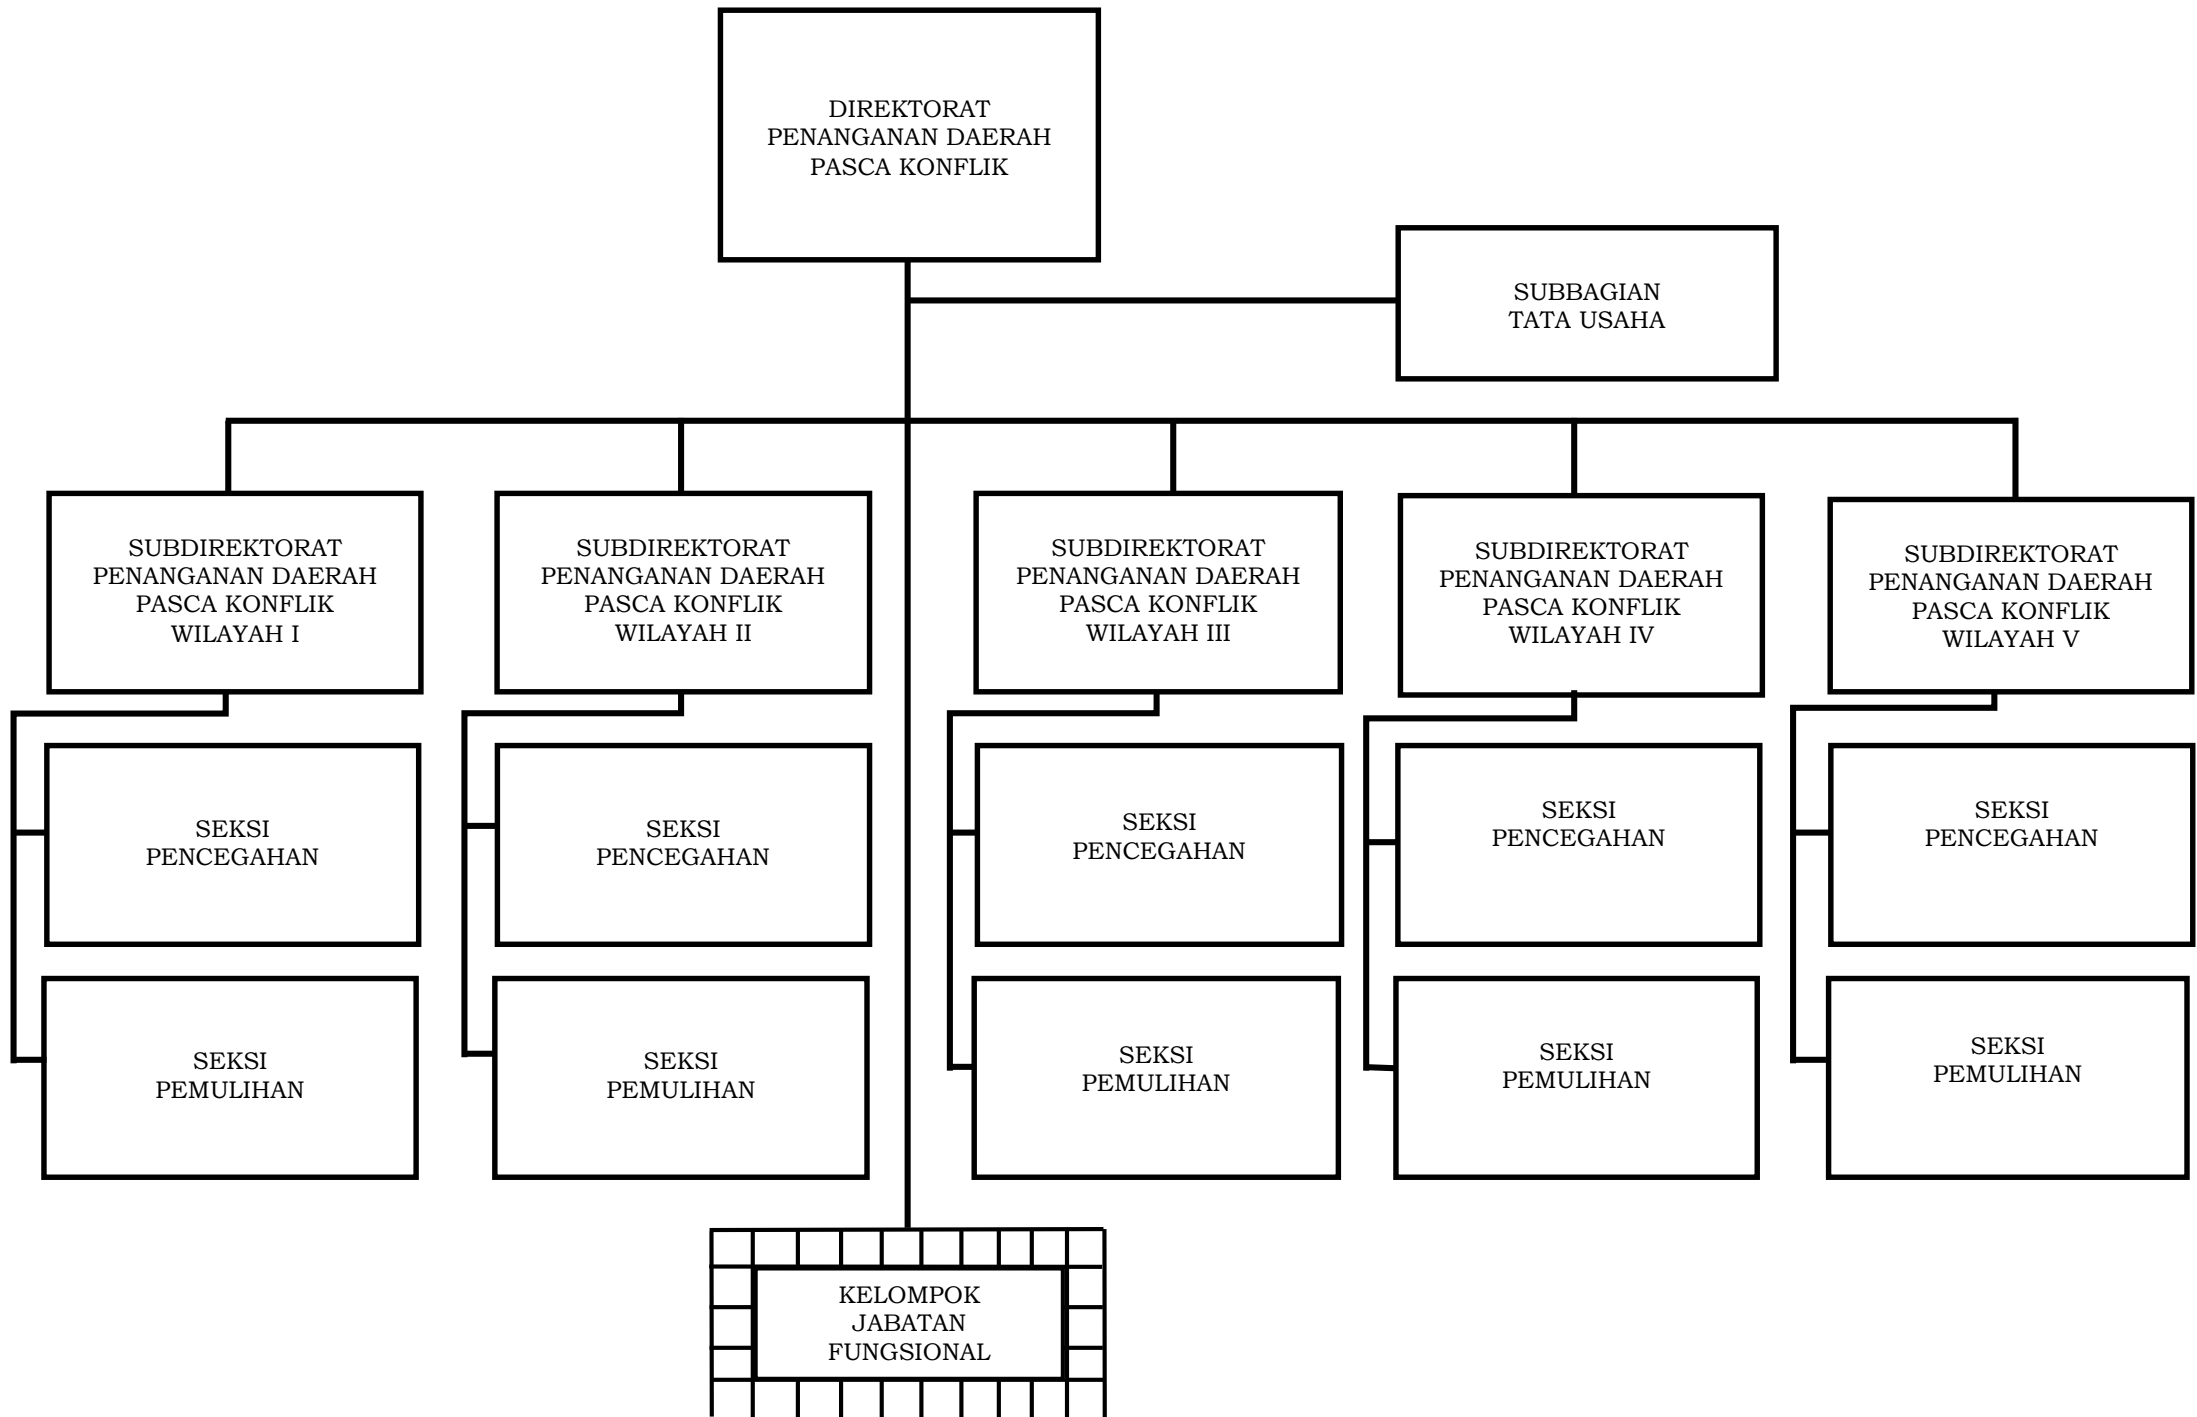 DIREKTORAT
PENANGANAN DAERAH
PASCA KONFLIK
SUBBAGIAN
TATA USAHA
SUBDIREKTORAT
PENANGANAN DAERAH
PASCA KONFLIK
WILAYAH I
SUBDIREKTORAT
PENANGANAN DAERAH
PASCA KONFLIK
WILAYAH II
SUBDIREKTORAT
PENANGANAN DAERAH
PASCA KONFLIK
WILAYAH III
SUBDIREKTORAT
PENANGANAN DAERAH
PASCA KONFLIK
WILAYAH IV
SUBDIREKTORAT
PENANGANAN DAERAH
PASCA KONFLIK
WILAYAH V
SEKSI
PENCEGAHAN
SEKSI
PENCEGAHAN
SEKSI
PENCEGAHAN
SEKSI
PENCEGAHAN
SEKSI
PENCEGAHAN
SEKSI
PEMULIHAN
SEKSI
PEMULIHAN
SEKSI
PEMULIHAN
SEKSI
PEMULIHAN
SEKSI
PEMULIHAN
KELOMPOK
JABATAN
FUNGSIONAL